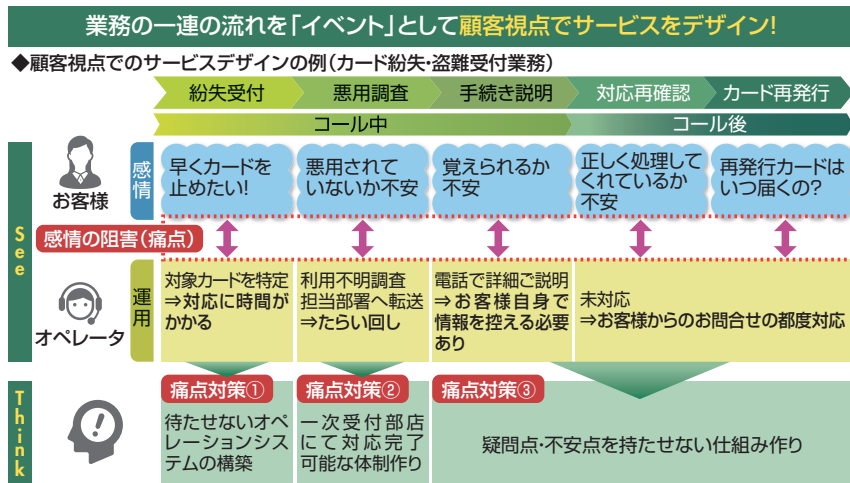 業務の一連の流れを「イベント」として顧客視点でサービスをデザイン!
◆顧客視点でのサービスデザインの例(カード紛失・盗難受付業務)
紛失受付
悪用調査
手続き説明
対応再確認
カード再発行
コール中
コール後
See
お客様
感情
早くカードを
止めたい!
悪用されて
いないか不安
覚えられるか
不安
正しく処理して
くれているか
不安
再発行カードは
いつ届くの?
感情の阻害(痛点)
オペレータ
運用
対象カードを特定
⇒対応に時間が
かかる
利用不明調査
担当部署へ転送
⇒たらい回し
電話で詳細ご説明
⇒お客様自身で
情報を控える必要
あり
未対応
⇒お客様からのお問合せの都度対応
Think
痛点対策①
待たせないオペ
レーションシス
テムの構築
痛点対策②
一次受付部店
にて対応完了
可能な体制作り
痛点対策③
疑問点・不安点を持たせない仕組み作り